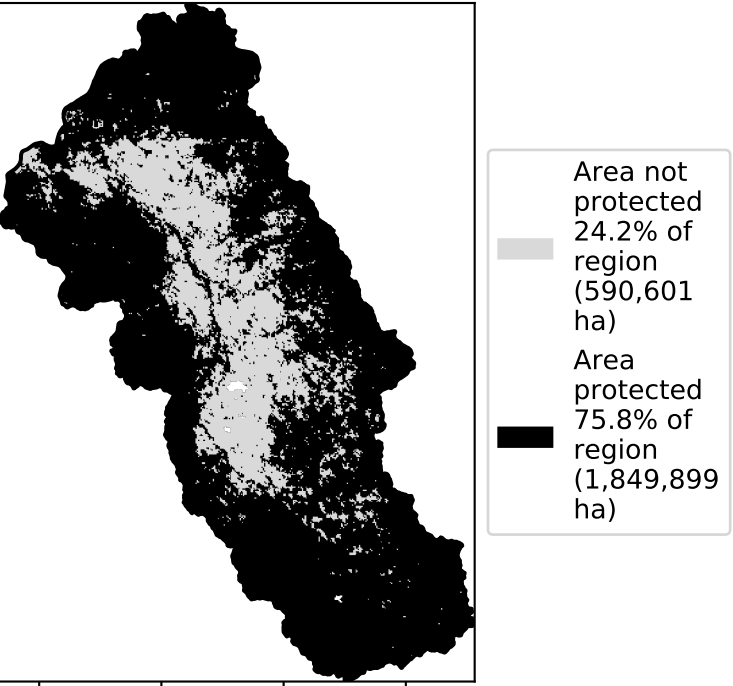 Area not
protected
24.2% of
region
(590,601
ha)
Area
protected
75.8% of
region
(1,849,899
ha)